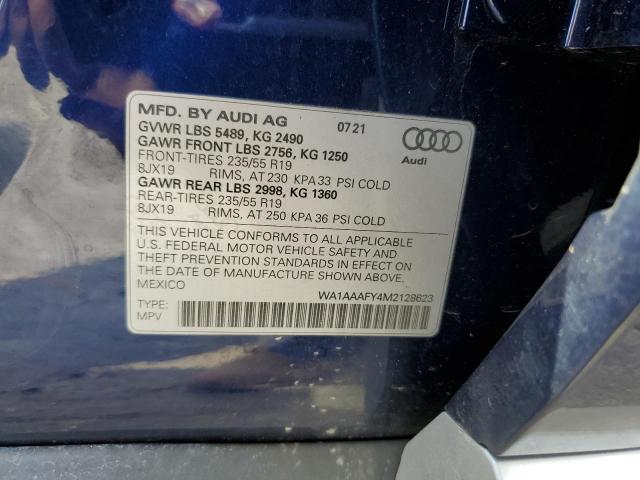 MFD. BY AUDI AG 07 21
GVWR LBS 5489, KG 2490
GAWR FRONT LBS 2756, KG 1250
FRONT-TIRES 235/55 R19
8JX19 RIMS, AT 230 KPA 33 PSI COLD
GAWR REAR LBS 2998, KG 1360
REAR-TIRES 235/55 R19
8JX19 RIMS, AT 250 KPA 36 PSI COLD
Audi
THIS VEHICLE CONFORMS TO ALL APPLICABLE
U.S. FEDERAL MOTOR VEHICLE SAFETY AND
THEFT PREVENTION STANDARDS IN EFFECT ON
THE DATE OF MANUFACTURE SHOWN ABOVE.
MEXICO WA1AAAFY4M2128623
TYPE:
MPV